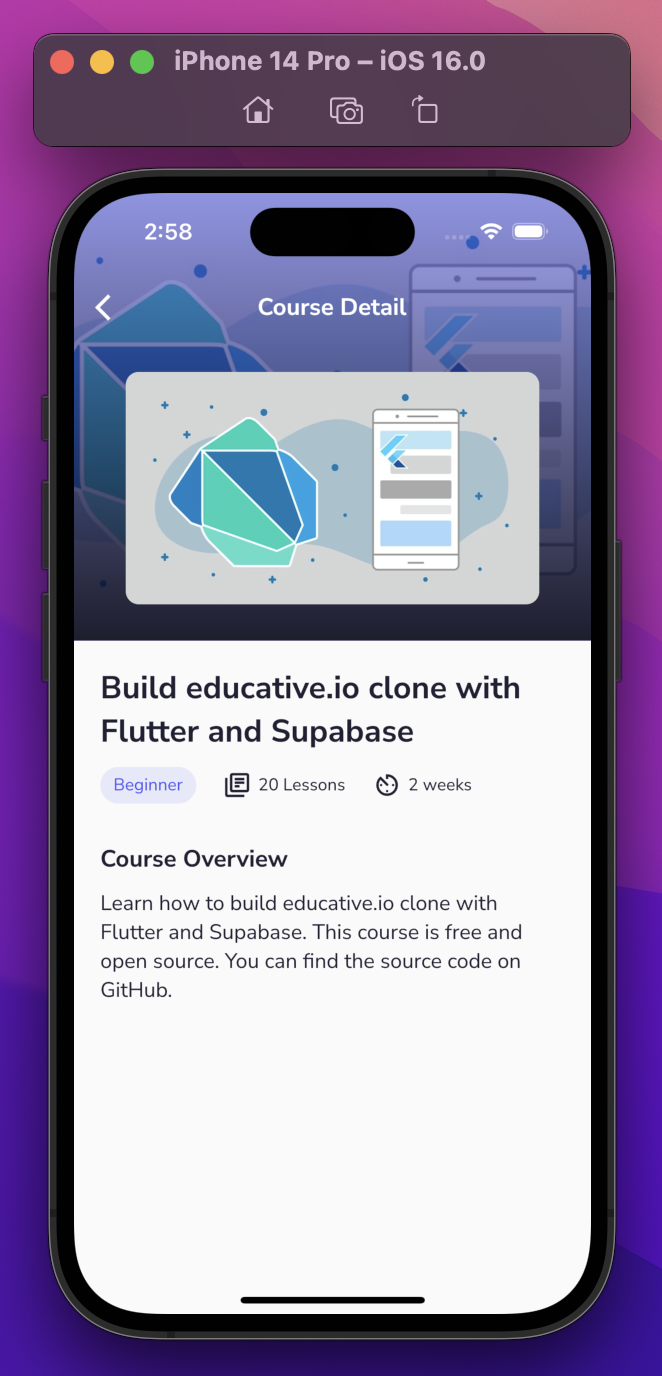 iPhone 14 Pro – iOS 16.0
2:58
Course Detail
Build educative.io clone with
Flutter and Supabase
Beginner
20 Lessons
2 weeks
Course Overview
Learn how to build educative.io clone with
Flutter and Supabase. This course is free and
open source. You can find the source code on
GitHub.